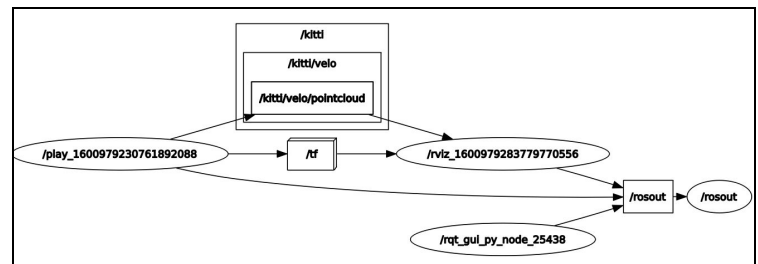 /kitti
/kitti/velo
/kitti/velo/pointcloud
/play_1600979230761892088
/tf
/rviz_1600979283779770556
/rosout
/rosout
/rqt_gui_py_node_25438